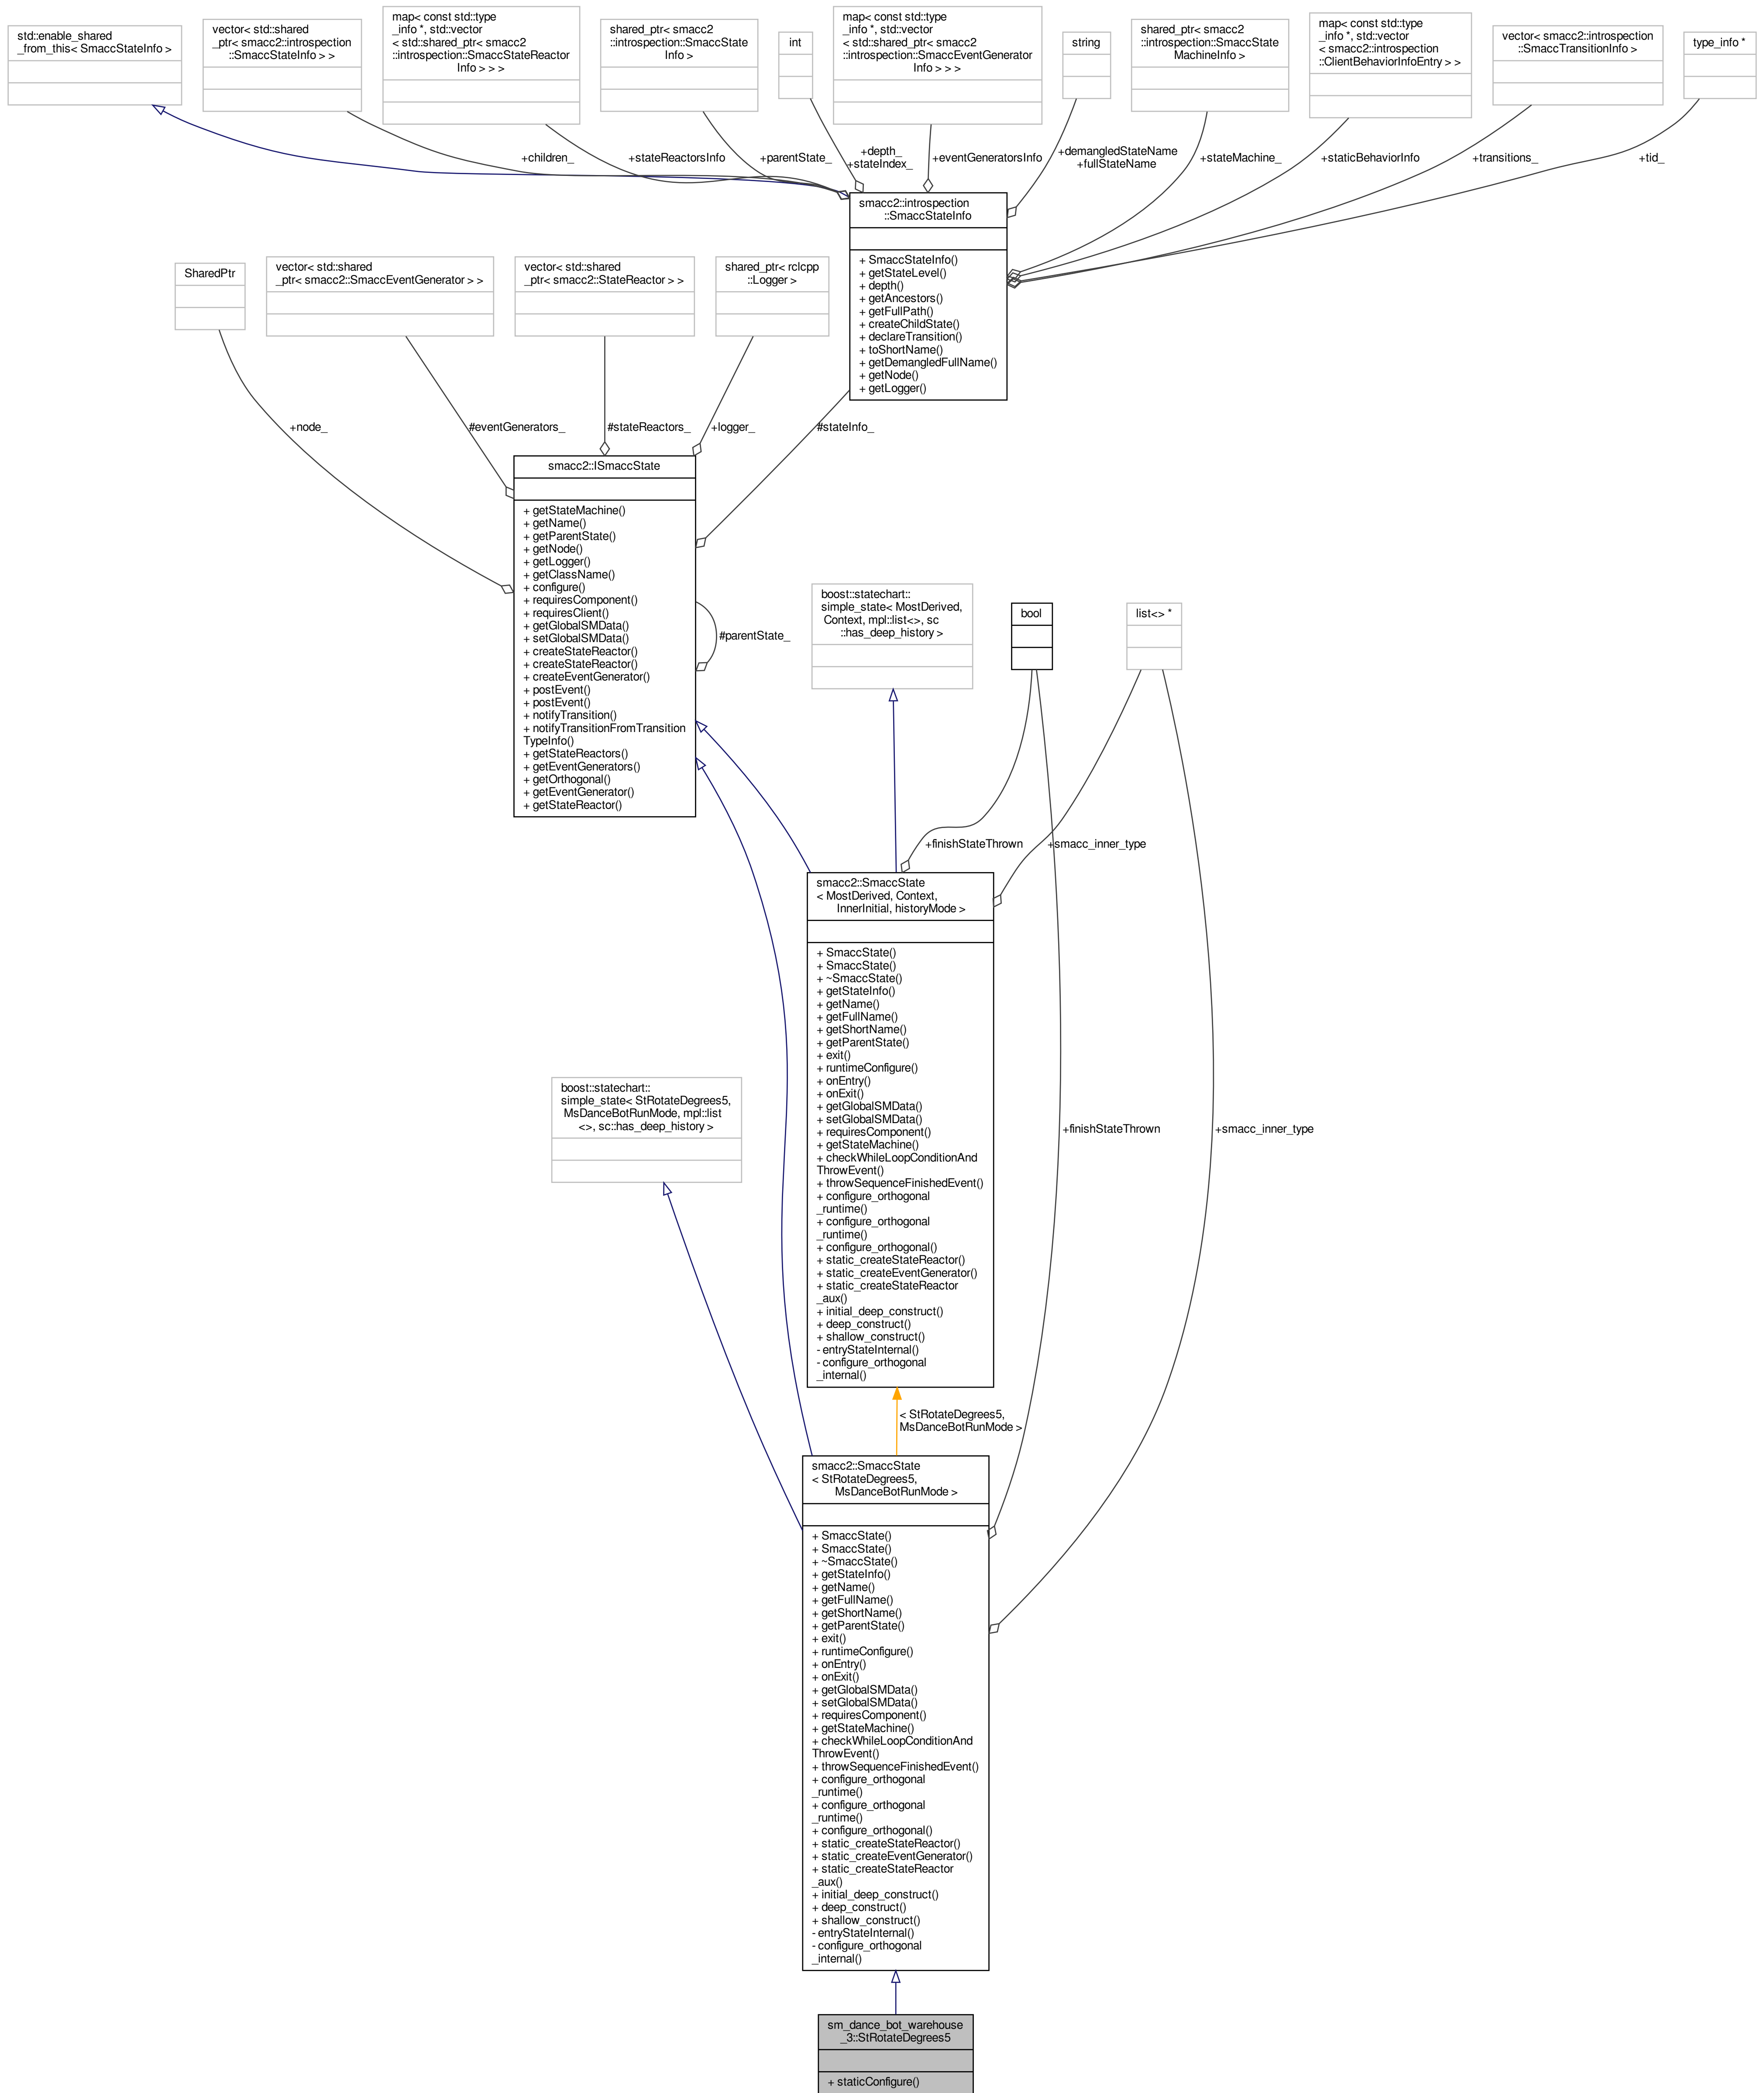 std::enable_shared
_from_this< SmaccStateInfo >
vector< std::shared
_ptr< smacc2::introspection
::SmaccStateInfo > >
map< const std::type
_info *, std::vector
< std::shared_ptr< smacc2
::introspection::SmaccStateReactor
Info > > >
shared_ptr< smacc2
::introspection::SmaccState
Info >
int
map< const std::type
_info *, std::vector
< std::shared_ptr< smacc2
::introspection::SmaccEventGenerator
Info > > >
string
shared_ptr< smacc2
::introspection::SmaccState
MachineInfo >
map< const std::type
_info *, std::vector
< smacc2::introspection
::ClientBehaviorInfoEntry > >
vector< smacc2::introspection
::SmaccTransitionInfo >
type_info *
+children_
+stateReactorsInfo
+parentState_
+depth_
+stateIndex_
+eventGeneratorsInfo
+demangledStateName
+fullStateName
+stateMachine_
+staticBehaviorInfo
+transitions_
+tid_
smacc2::introspection
::SmaccStateInfo
+ SmaccStateInfo()
+ getStateLevel()
+ depth()
+ getAncestors()
+ getFullPath()
+ createChildState()
+ declareTransition()
+ toShortName()
+ getDemangledFullName()
+ getNode()
+ getLogger()
SharedPtr
vector< std::shared
_ptr< smacc2::SmaccEventGenerator > >
vector< std::shared
_ptr< smacc2::StateReactor > >
shared_ptr< rclcpp
::Logger >
+node_
#eventGenerators_
#stateReactors_
+logger_
#stateInfo_
smacc2::ISmaccState
+ getStateMachine()
+ getName()
+ getParentState()
+ getNode()
+ getLogger()
+ getClassName()
+ configure()
+ requiresComponent()
+ requiresClient()
+ getGlobalSMData()
+ setGlobalSMData()
+ createStateReactor()
+ createStateReactor()
+ createEventGenerator()
+ postEvent()
+ postEvent()
+ notifyTransition()
+ notifyTransitionFromTransition
TypeInfo()
+ getStateReactors()
+ getEventGenerators()
+ getOrthogonal()
+ getEventGenerator()
+ getStateReactor()
#parentState_
boost::statechart::
simple_state< MostDerived,
Context, mpl::list<>, sc
::has_deep_history >
bool
list<> *
+finishStateThrown
+smacc_inner_type
smacc2::SmaccState
< MostDerived, Context,
InnerInitial, historyMode >
+ SmaccState()
+ SmaccState()
+ ~SmaccState()
+ getStateInfo()
+ getName()
+ getFullName()
+ getShortName()
+ getParentState()
+ exit()
+ runtimeConfigure()
+ onEntry()
+ onExit()
+ getGlobalSMData()
+ setGlobalSMData()
+ requiresComponent()
+ getStateMachine()
+ checkWhileLoopConditionAnd
ThrowEvent()
+ throwSequenceFinishedEvent()
+ configure_orthogonal
_runtime()
+ configure_orthogonal
_runtime()
+ configure_orthogonal()
+ static_createStateReactor()
+ static_createEventGenerator()
+ static_createStateReactor
_aux()
+ initial_deep_construct()
+ deep_construct()
+ shallow_construct()
- entryStateInternal()
- configure_orthogonal
_internal()
boost::statechart::
simple_state< StRotateDegrees5,
MsDanceBotRunMode, mpl::list
<>, sc::has_deep_history >
+finishStateThrown
+smacc_inner_type
< StRotateDegrees5,
MsDanceBotRunMode >
smacc2::SmaccState
< StRotateDegrees5,
MsDanceBotRunMode >
+ SmaccState()
+ SmaccState()
+ ~SmaccState()
+ getStateInfo()
+ getName()
+ getFullName()
+ getShortName()
+ getParentState()
+ exit()
+ runtimeConfigure()
+ onEntry()
+ onExit()
+ getGlobalSMData()
+ setGlobalSMData()
+ requiresComponent()
+ getStateMachine()
+ checkWhileLoopConditionAnd
ThrowEvent()
+ throwSequenceFinishedEvent()
+ configure_orthogonal
_runtime()
+ configure_orthogonal
_runtime()
+ configure_orthogonal()
+ static_createStateReactor()
+ static_createEventGenerator()
+ static_createStateReactor
_aux()
+ initial_deep_construct()
+ deep_construct()
+ shallow_construct()
- entryStateInternal()
- configure_orthogonal
_internal()
sm_dance_bot_warehouse
_3::StRotateDegrees5
+ staticConfigure()